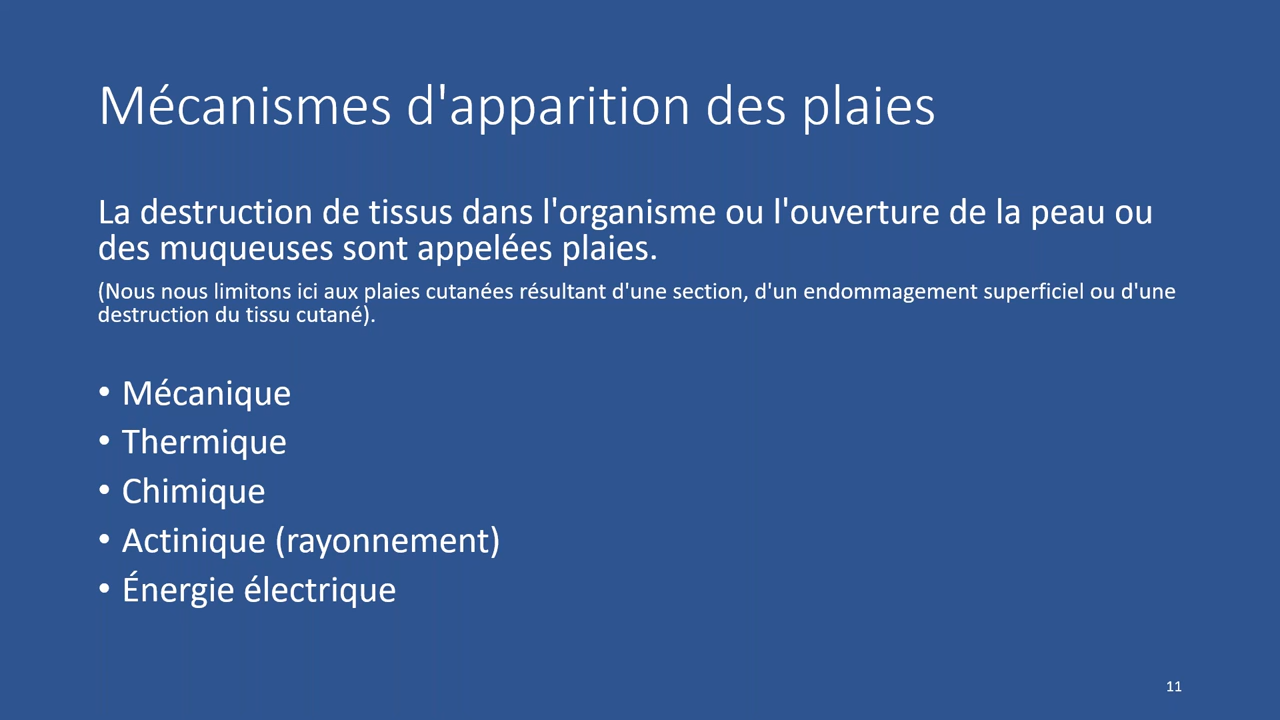 Mécanismes d'apparition des plaies
La destruction de tissus dans l'organisme ou l'ouverture de la peau ou
des muqueuses sont appelées plaies.
(Nous nous limitons ici aux plaies cutanées résultant d'une section, d'un endommagement superficiel ou d'une
destruction du tissu cutané).
• Mécanique
• Thermique
• Chimique
• Actinique (rayonnement)
• Énergie électrique
11